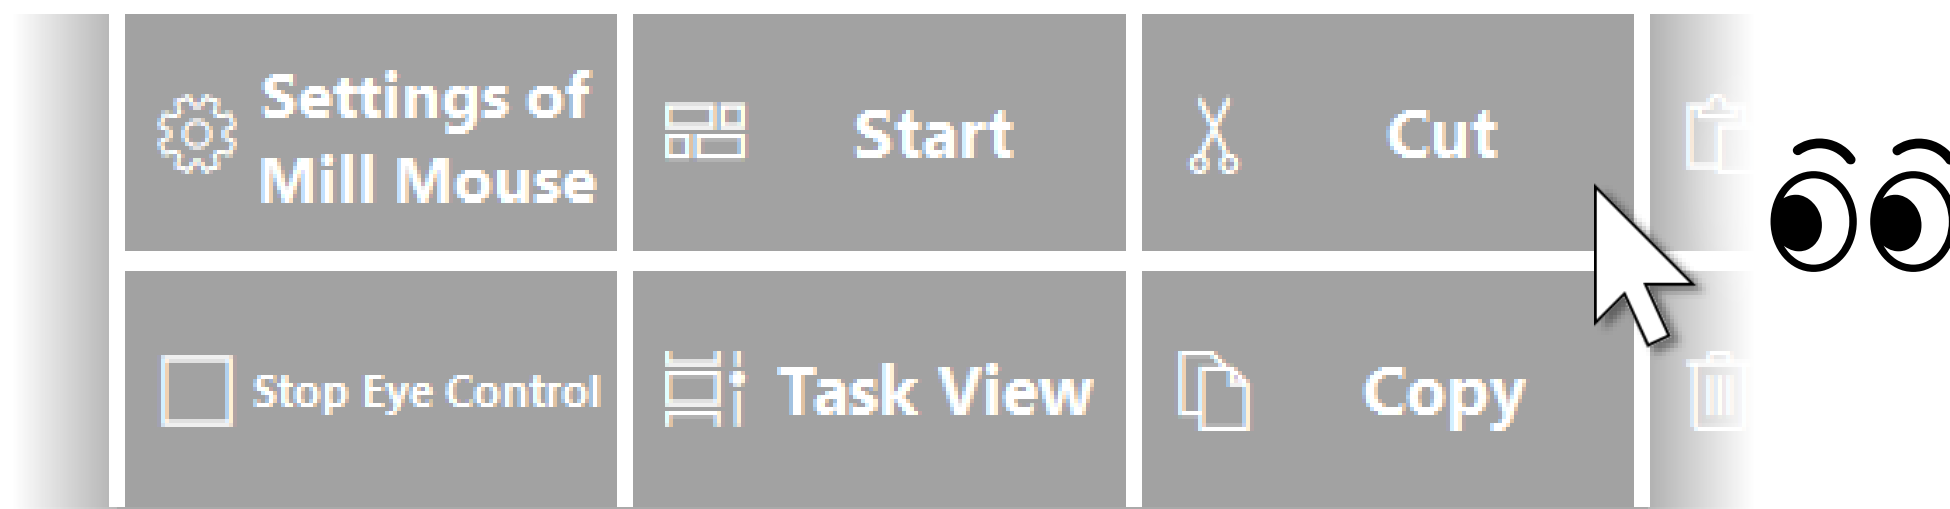 Settings of
Mill Mouse
Start
Cut
Stop Eye Control
Task View
Copy